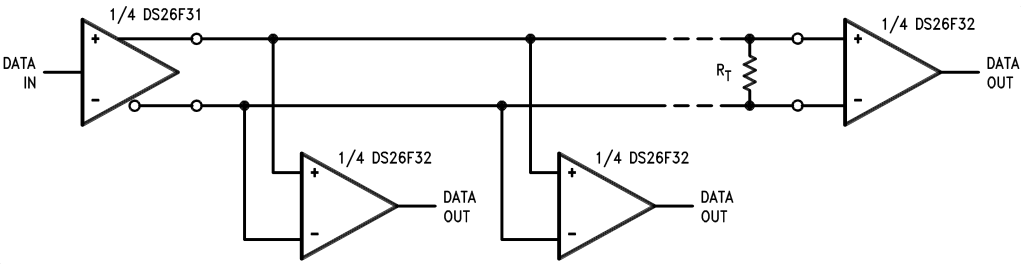 1/4 DS26F31
1/4 DS26F32
DATA
IN
+
−
RT
+
−
DATA
OUT
1/4 DS26F32
+
−
DATA
OUT
1/4 DS26F32
+
−
DATA
OUT